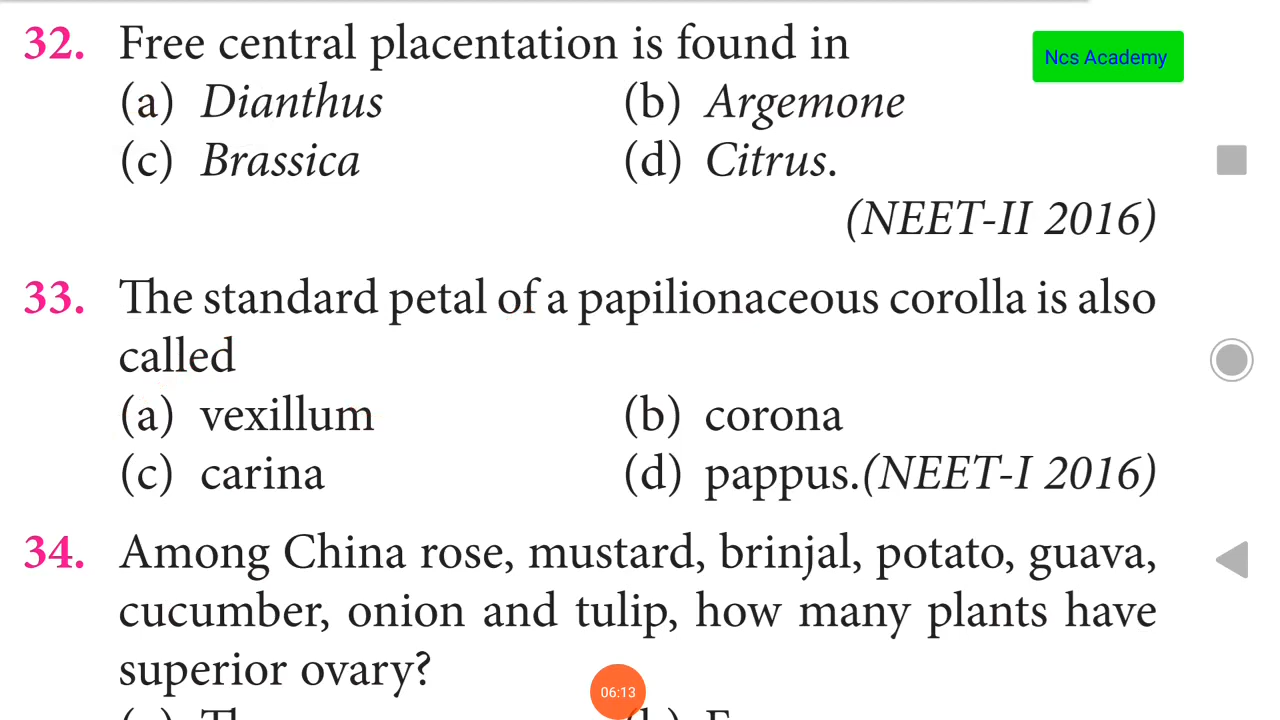 32. Free central placentation is found in
Ncs Academy
(a) Dianthus (b) Argemone
(c) Brassica (d) Citrus.
(NEET-II 2016)
33. The standard petal of a papilionaceous corolla is also
called
(a) vexillum (b) corona
(c) carina (d) pappus.(NEET-I 2016)
34. Among China rose, mustard, brinjal, potato, guava,
cucumber, onion and tulip, how many plants have
superior ovary?
06:13